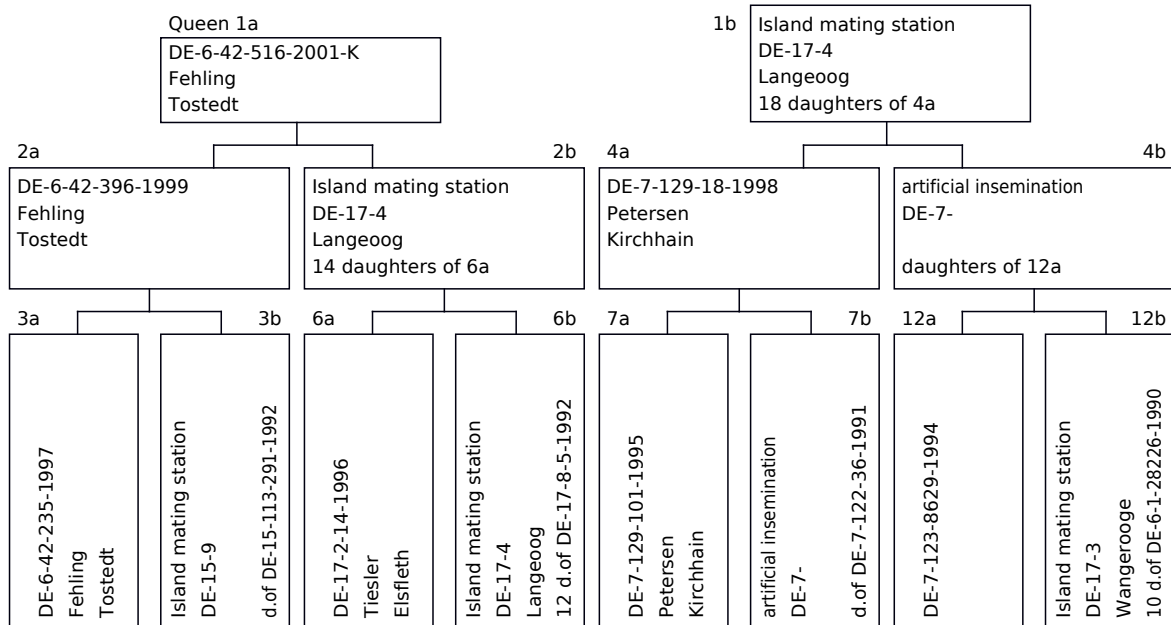 Queen 1a
DE-6-42-516-2001-K
Fehling
Tostedt
1b
Island mating station
DE-17-4
Langeoog
18 daughters of 4a
2a
DE-6-42-396-1999
Fehling
Tostedt
2b
Island mating station
DE-17-4
Langeoog
14 daughters of 6a
4a
DE-7-129-18-1998
Petersen
Kirchhain
4b
artificial insemination
DE-7-
daughters of 12a
3a
DE-6-42-235-1997
Fehling
Tostedt
3b
Island mating station
DE-15-9
d.of DE-15-113-291-1992
6a
DE-17-2-14-1996
Tiesler
Elsfleth
6b
Island mating station
DE-17-4
Langeoog
12 d.of DE-17-8-5-1992
7a
DE-7-129-101-1995
Petersen
Kirchhain
7b
artificial insemination
DE-7-
d.of DE-7-122-36-1991
12a
DE-7-123-8629-1994
12b
Island mating station
DE-17-3
Wangerooge
10 d.of DE-6-1-28226-1990